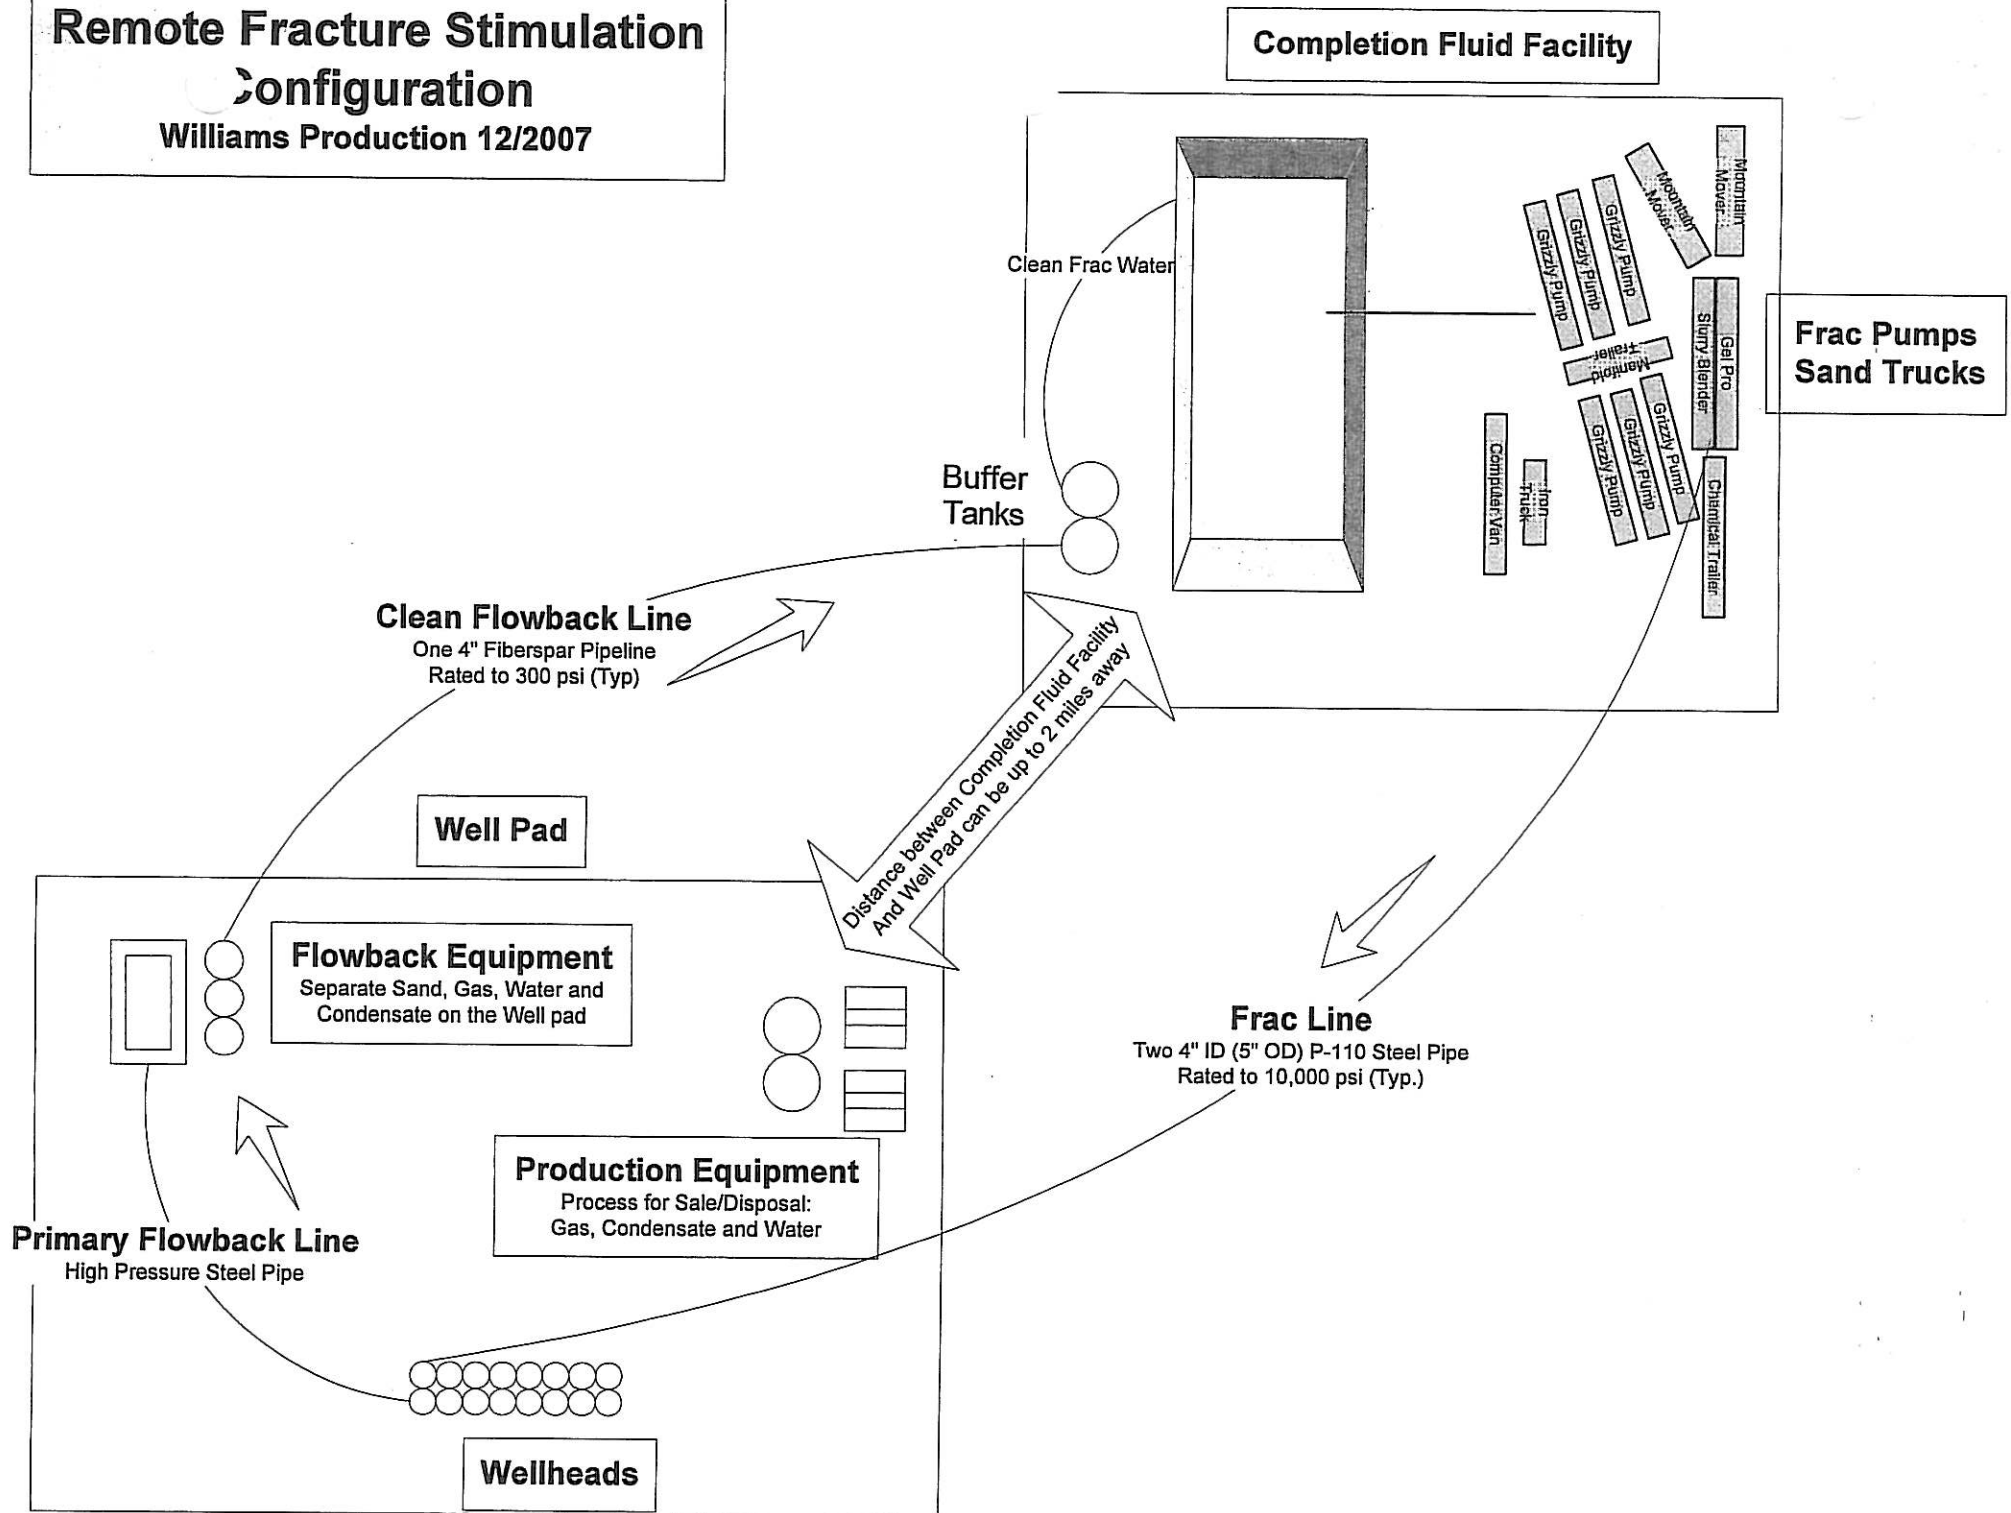 Remote Fracture Stimulation
Configuration
Williams Production 12/2007
Completion Fluid Facility
Clean Frac Water
Mountain
Mover
Mountain
Mover
Grizzly Pump
Grizzly Pump
Grizzly Pump
Manifold
Trailer
Grizzly Pump
Grizzly Pump
Grizzly Pump
Slurry Blender
Gel Pro
Frac Pumps
Sand Trucks
Computer Van
Iron
Truck
Chemical Trailer
Buffer
Tanks
Clean Flowback Line
One 4" Fiberspar Pipeline
Rated to 300 psi (Typ)
Distance between Completion Fluid Facility
And Well Pad can be up to 2 miles away
Well Pad
Flowback Equipment
Separate Sand, Gas, Water and
Condensate on the Well pad
Frac Line
Two 4" ID (5" OD) P-110 Steel Pipe
Rated to 10,000 psi (Typ.)
Production Equipment
Process for Sale/Disposal:
Gas, Condensate and Water
Primary Flowback Line
High Pressure Steel Pipe
Wellheads